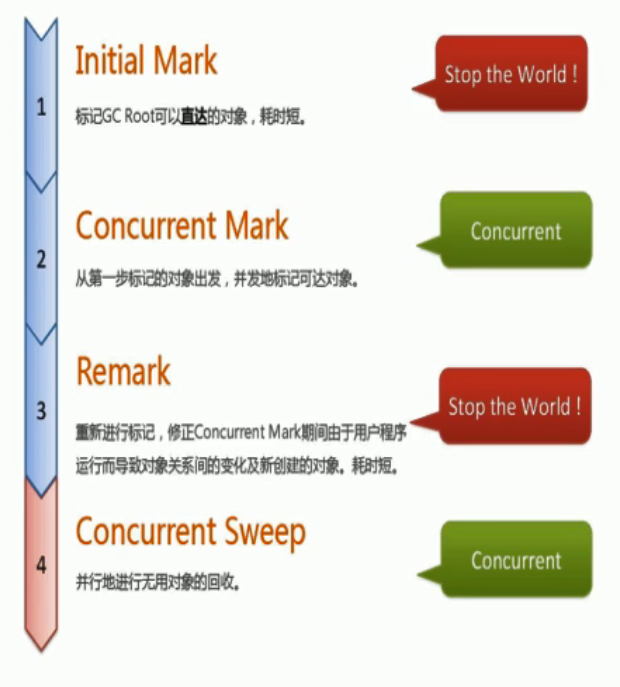 Initial Mark
Stop the World !
1
标记GC Root可以直达的对象，耗时短。
Concurrent Mark
Concurrent
2
从第一步标记的对象出发，并发地标记可达对象。
Remark
Stop the World !
3
重新进行标记，修正Concurrent Mark期间由于用户程序
运行而导致对象关系间的变化及新创建的对象。耗时短。
Concurrent Sweep
Concurrent
4
并行地进行无用对象的回收。